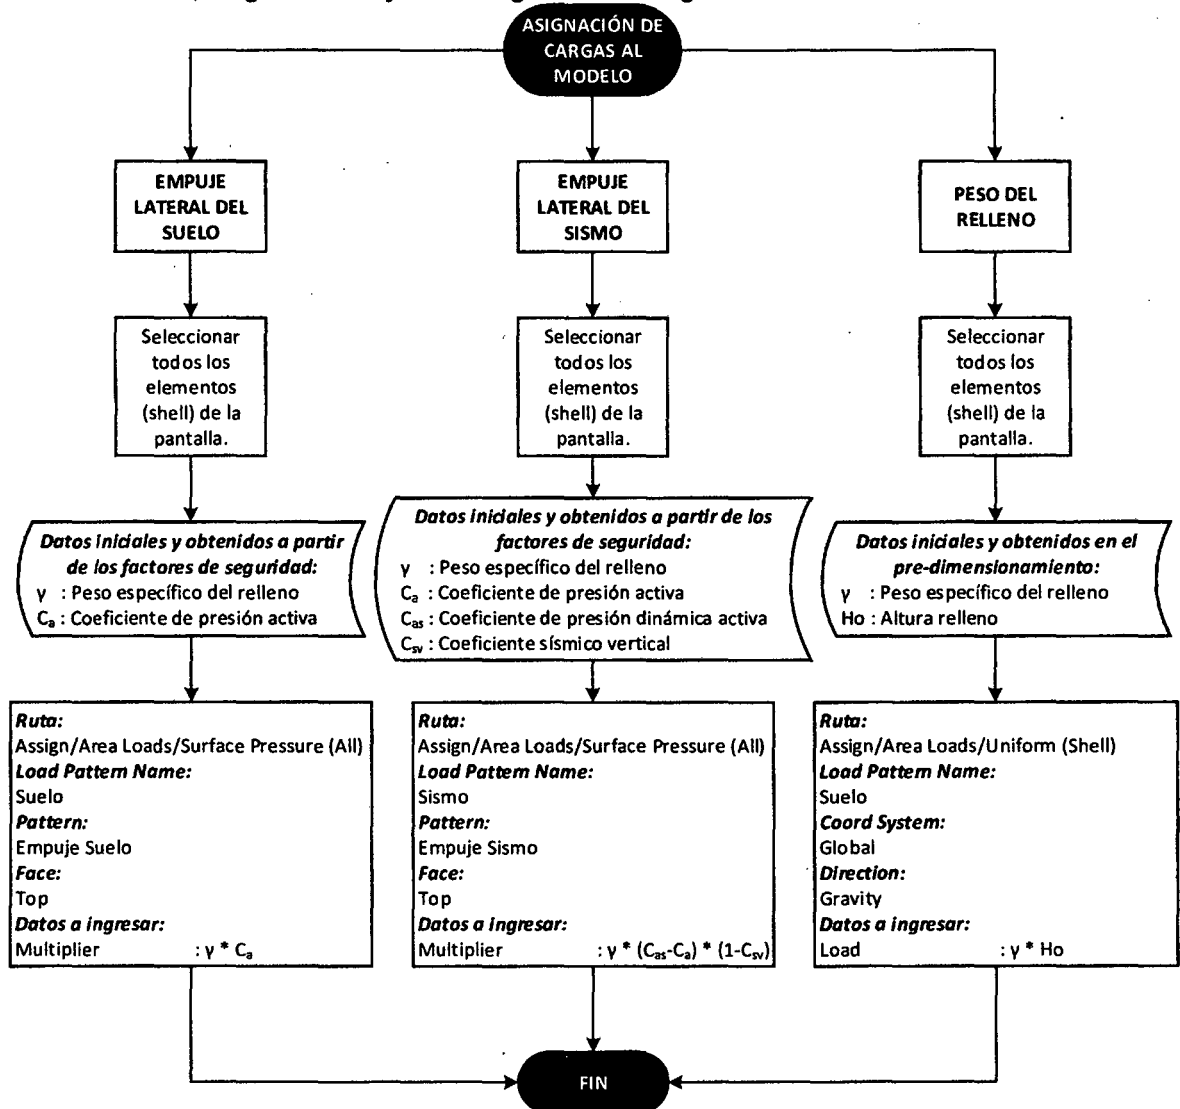 ASIGNACIÓN DE
CARGAS AL
MODELO
EMPUJE
LATERAL DEL
SUELO
Seleccionar
todos los
elementos
(shell) de la
pantalla.
Datos iniciales y obtenidos a partir
de los factores de seguridad:
γ : Peso específico del relleno
Ca : Coeficiente de presión activa
Ruta:
Assign/Area Loads/Surface Pressure (All)
Load Pattern Name:
Suelo
Pattern:
Empuje Suelo
Face:
Top
Datos a ingresar:
Multiplier : γ * Ca
EMPUJE
LATERAL DEL
SISMO
Seleccionar
todos los
elementos
(shell) de la
pantalla.
Datos iniciales y obtenidos a partir de los
factores de seguridad:
γ : Peso específico del relleno
Ca : Coeficiente de presión activa
Cas : Coeficiente de presión dinámica activa
Csv : Coeficiente sísmico vertical
Ruta:
Assign/Area Loads/Surface Pressure (All)
Load Pattern Name:
Sismo
Pattern:
Empuje Sismo
Face:
Top
Datos a ingresar:
Multiplier : γ * (Cas-Ca) * (1-Csv)
PESO DEL
RELLENO
Seleccionar
todos los
elementos
(shell) de la
pantalla.
Datos iniciales y obtenidos en el
pre-dimensionamiento:
γ : Peso específico del relleno
Ho : Altura relleno
Ruta:
Assign/Area Loads/Uniform (Shell)
Load Pattern Name:
Suelo
Coord System:
Global
Direction:
Gravity
Datos a ingresar:
Load : γ * Ho
FIN